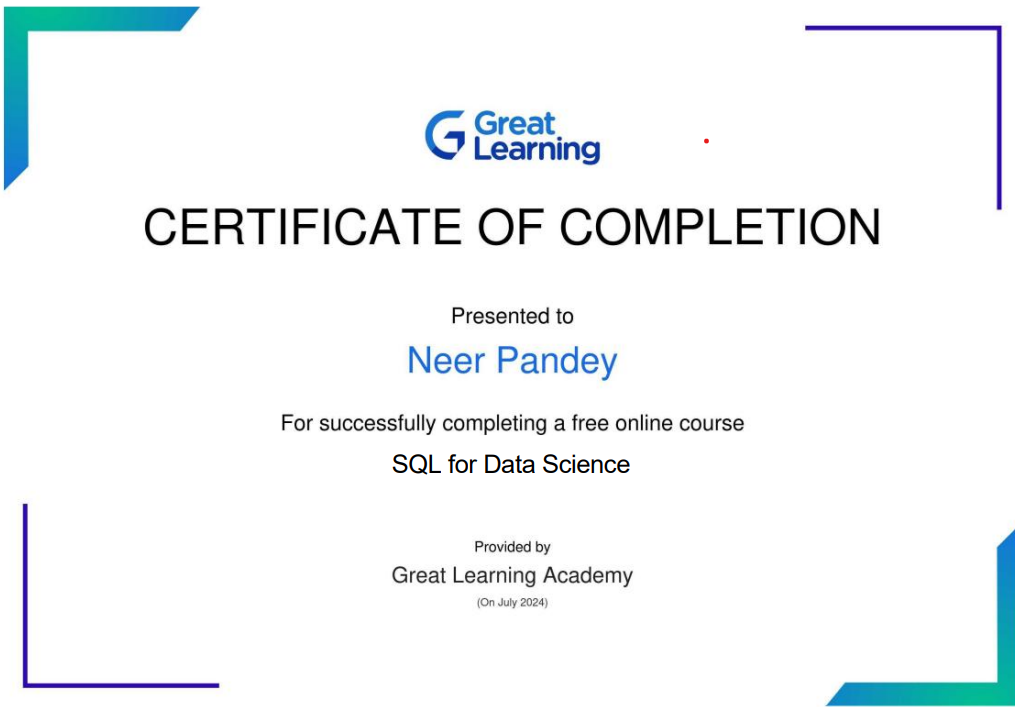 Great
Learning
CERTIFICATE OF COMPLETION
Presented to
Neer Pandey
For successfully completing a free online course
SQL for Data Science
Provided by
Great Learning Academy
(On July 2024)